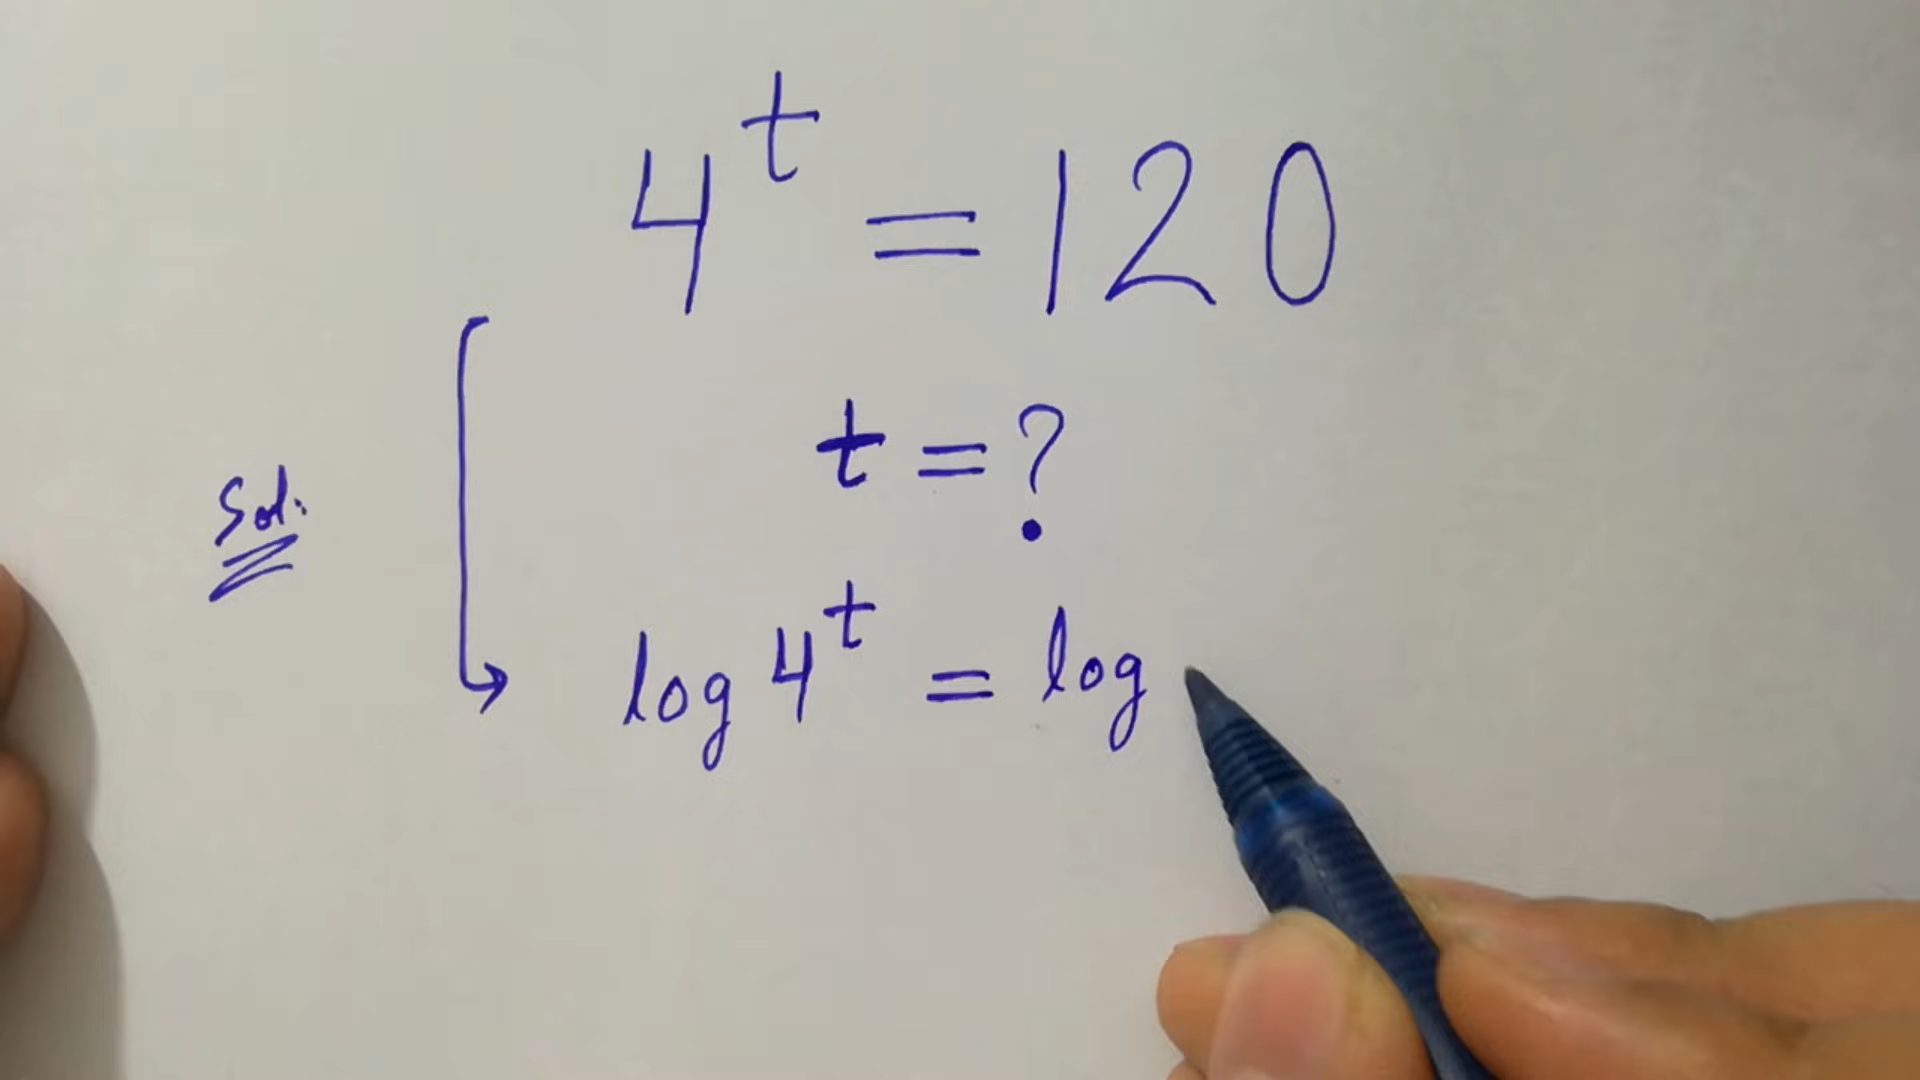 4^t = 120
t = ?
Sol:
log 4^t = log